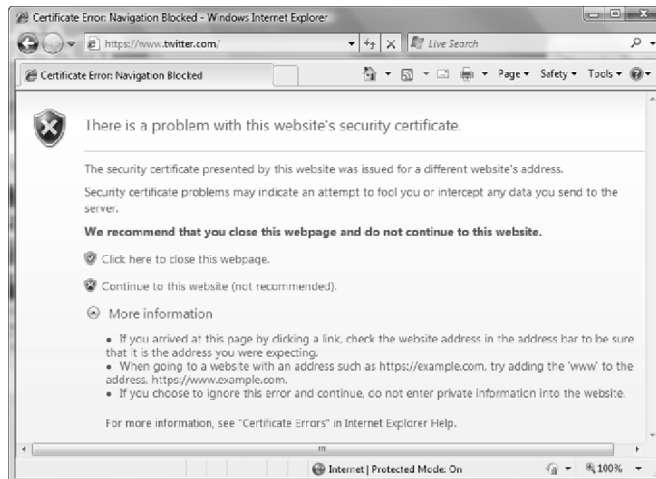 Certificate Error: Navigation Blocked - Windows Internet Explorer
https://www.twitter.com/
Live Search
Certificate Error: Navigation Blocked
Page Safety Tools
There is a problem with this website's security certificate.
The security certificate presented by this website was issued for a different website's address.
Security certificate problems may indicate an attempt to fool you or intercept any data you send to the
server.
We recommend that you close this webpage and do not continue to this website.
Click here to close this webpage.
Continue to this website (not recommended).
More information
• If you arrived at this page by clicking a link, check the website address in the address bar to be sure
that it is the address you were expecting.
• When going to a website with an address such as https://example.com, try adding the 'www' to the
address, https://www.example.com.
• If you choose to ignore this error and continue, do not enter private information into the website.
For more information, see "Certificate Errors" in Internet Explorer Help.
Internet | Protected Mode: On
100%